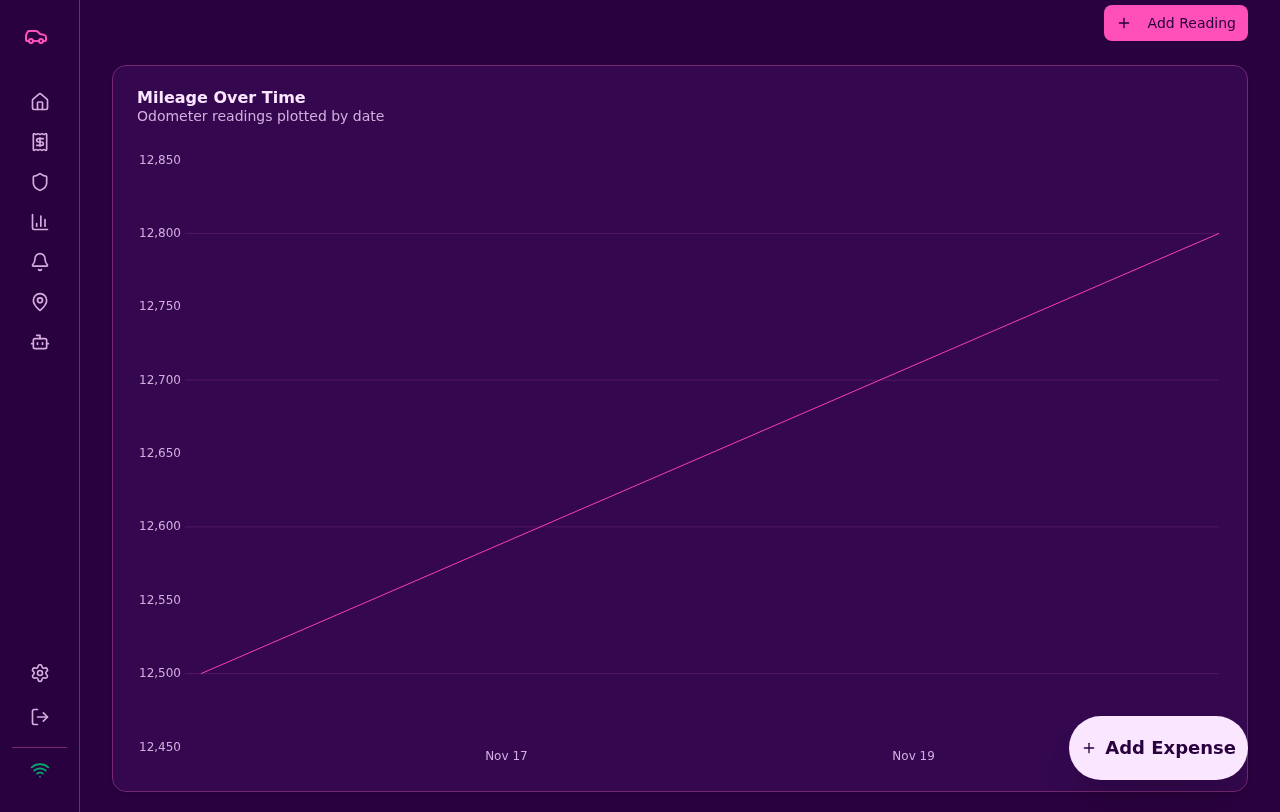 Add Reading
Mileage Over Time
Odometer readings plotted by date
12,850
12,800
12,750
12,700
12,650
12,600
12,550
12,500
12,450
Nov 17
Nov 19
Add Expense